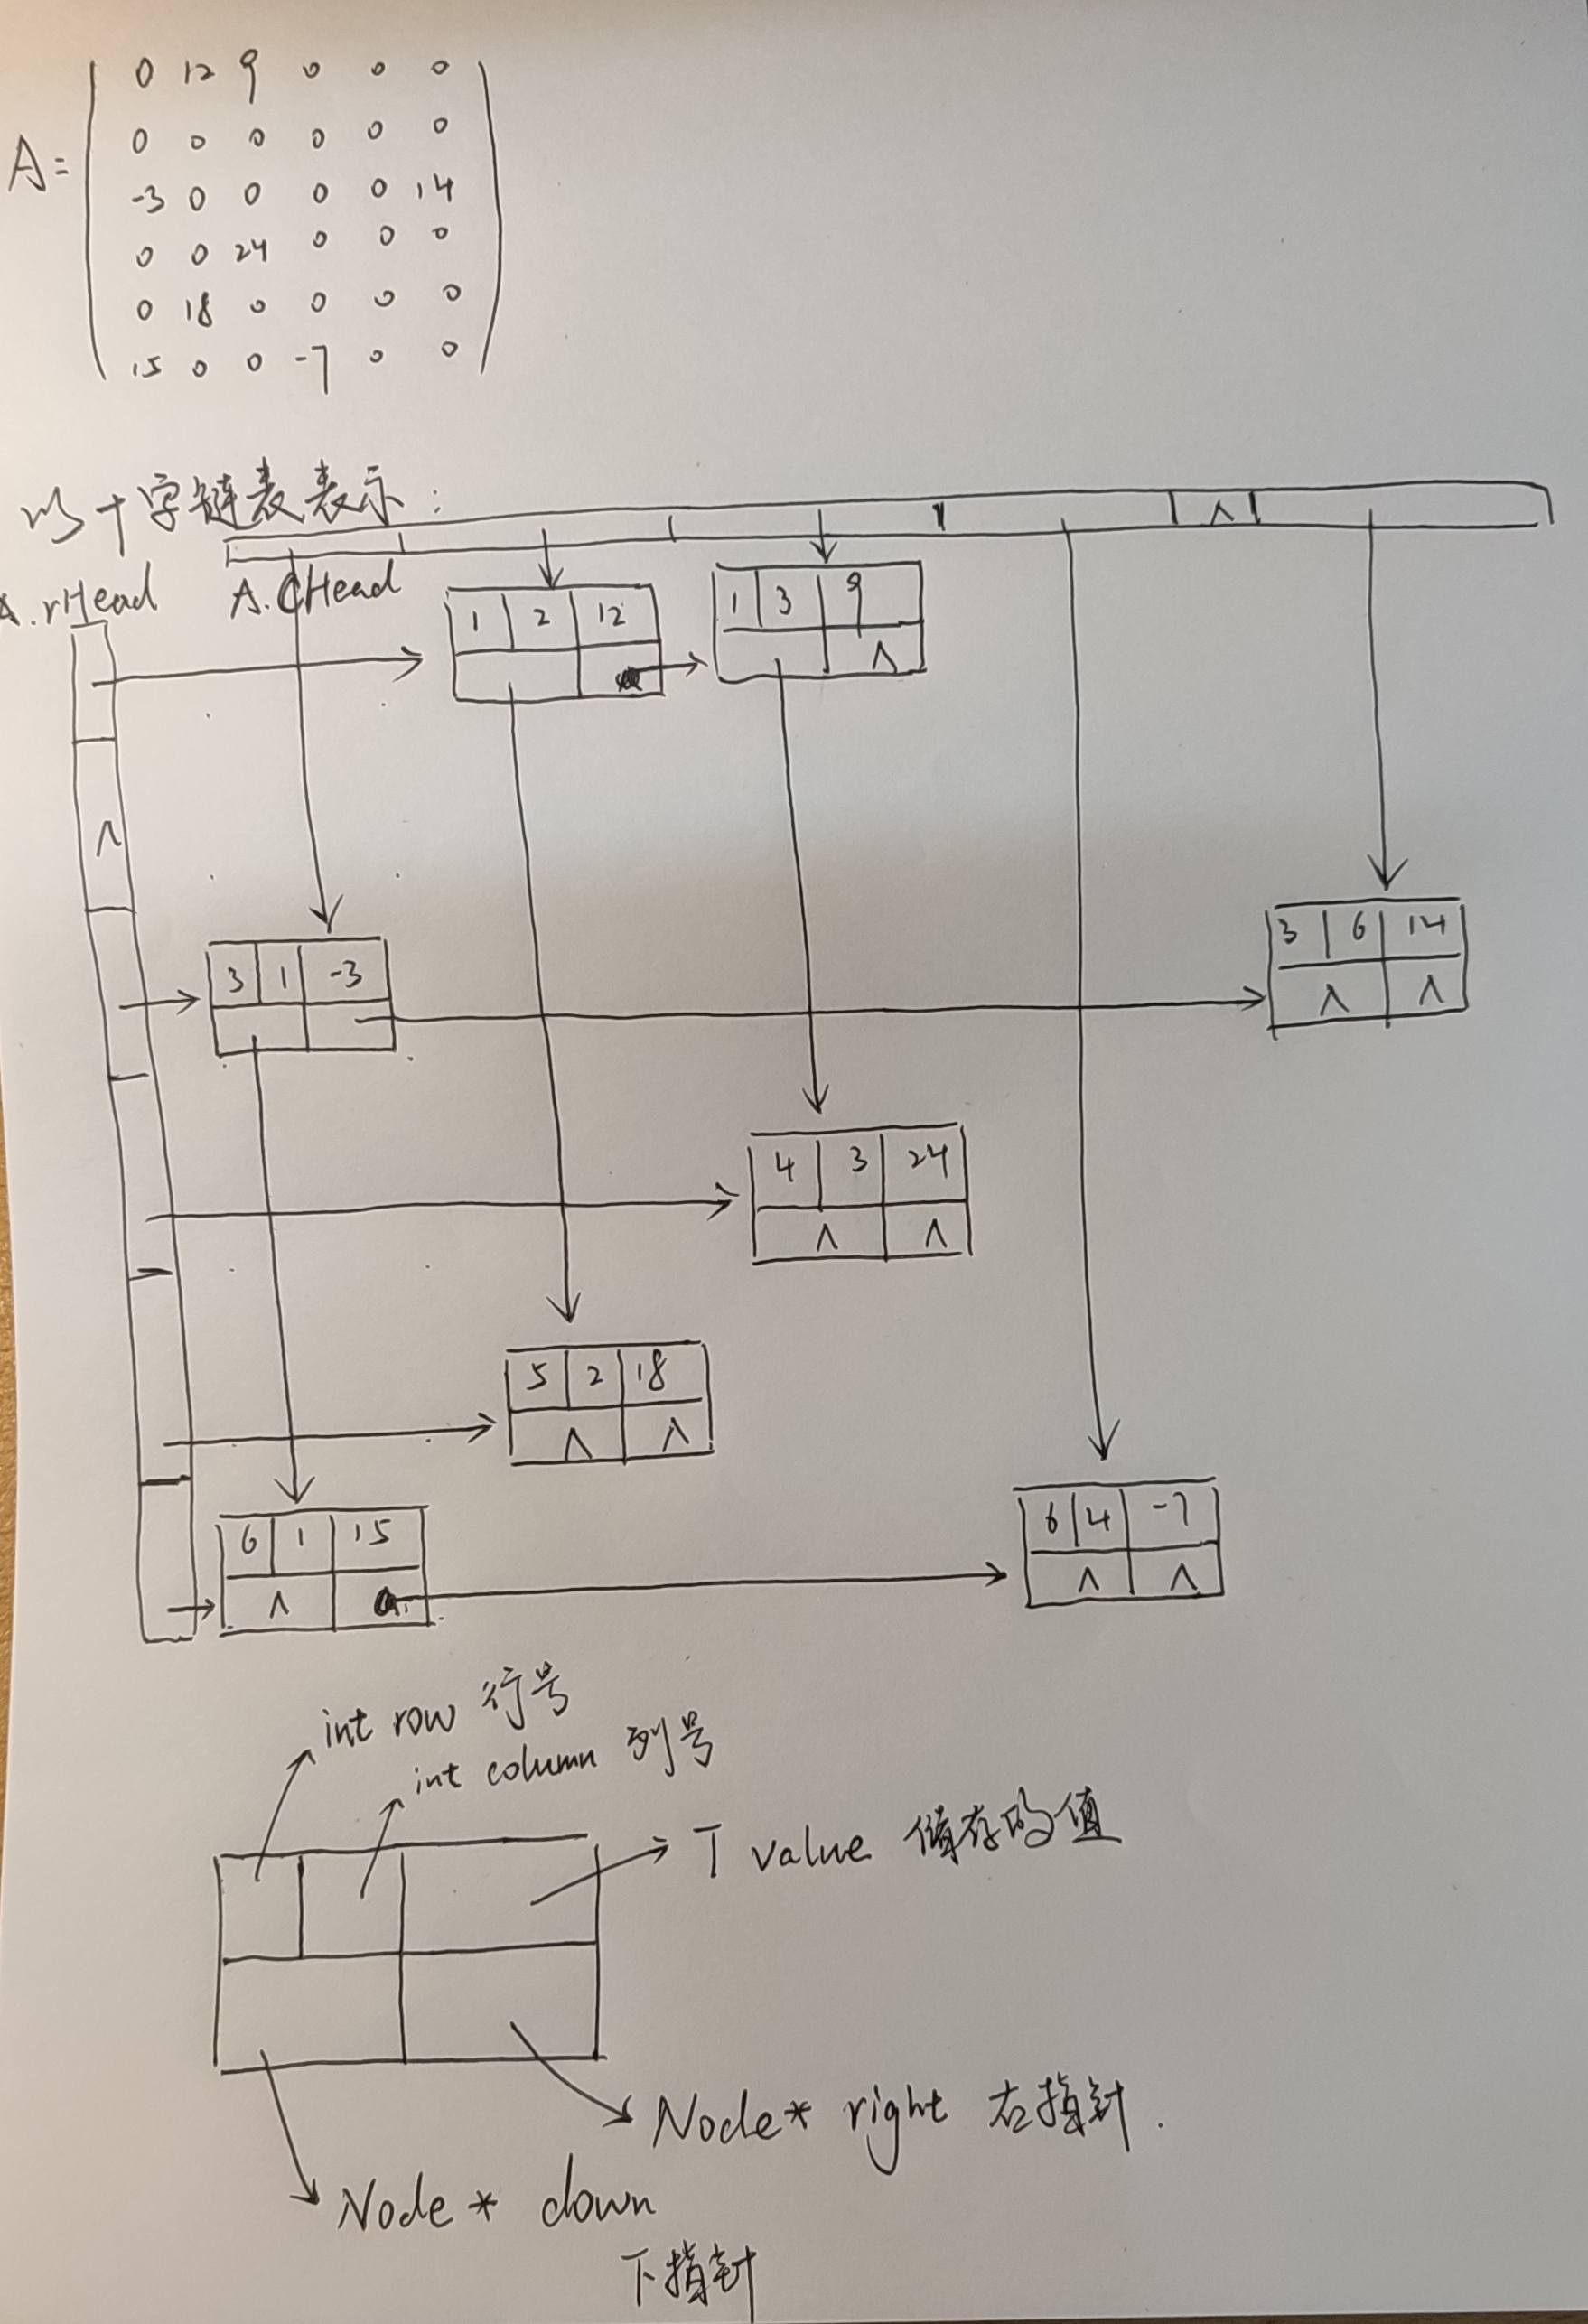 0 12 9 0 0 0
0 0 0 0 0 0
A=
-3 0 0 0 0 14
0 0 24 0 0 0
0 18 0 0 0 0
15 0 0 -7 0 0
以十字链表表示:
∧
A.rHead A.CHead
1 2 12
1 3 9
∧
∧
3 1 -3
3 6 14
∧ ∧
4 3 24
∧ ∧
5 2 18
∧ ∧
6 1 15
∧
6 4 -7
∧ ∧
int row 行号
int column 列号
T value 储存的值
Node* right 右指针.
Node* down
下指针